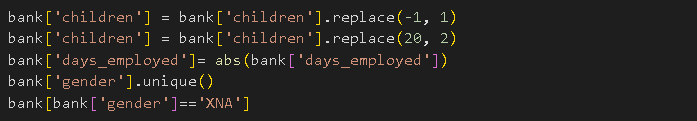 bank['children'] = bank['children'].replace(-1, 1)
bank['children'] = bank['children'].replace(20, 2)
bank['days_employed']= abs(bank['days_employed'])
bank['gender'].unique()
bank[bank['gender']=='XNA']